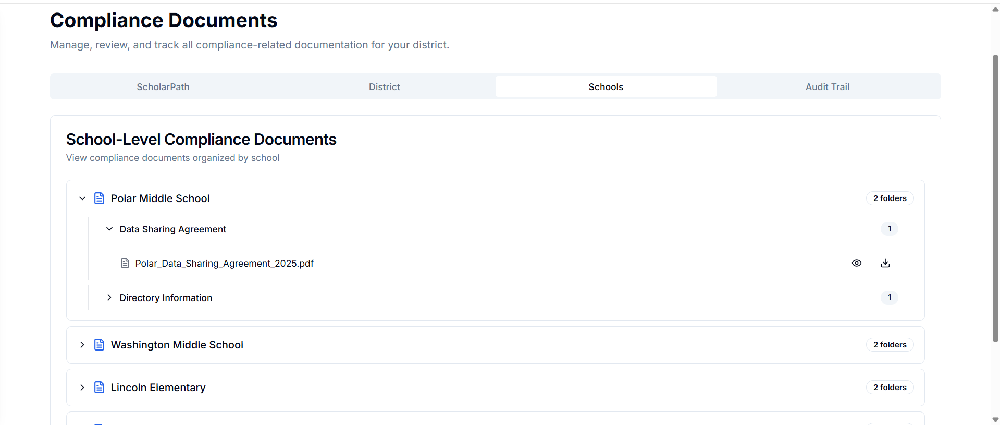 Compliance Documents
Manage, review, and track all compliance-related documentation for your district.
ScholarPath
District
Schools
Audit Trail
School-Level Compliance Documents
View compliance documents organized by school
Polar Middle School
2 folders
Data Sharing Agreement
1
Polar_Data_Sharing_Agreement_2025.pdf
Directory Information
1
Washington Middle School
2 folders
Lincoln Elementary
2 folders